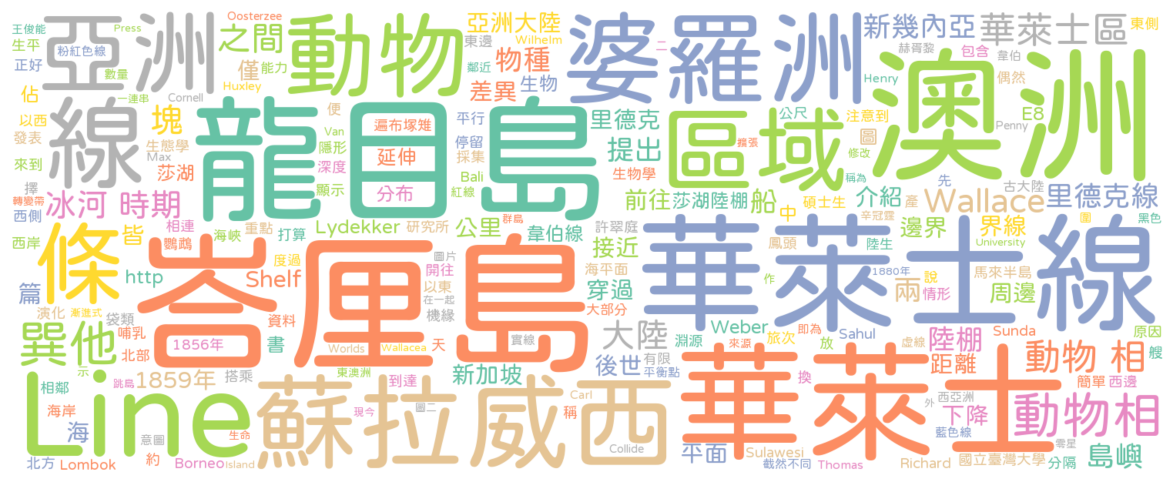 王俊能
Oosterzee
Press
亞洲
動物
之間
亞洲大陸
Wilhelm
東邊
婆羅洲
新幾內亞
華萊士區
東側
生平
粉紅色線
正好
數量
Huxley
能力
僅
物種
鄰近
生物
差異
二
赫胥黎
包含
韋伯
Henry
偶然
佔
一連串
Cornell
線
塊
以西
發表
生態學
來到
Max
莎湖
龍目島
Van
遍布塚雉
隱形
延伸
深度
顯示
分布
平行
停留
採集
Bali
紅線
里德克
提出
生物學
公尺
擴張
區域
注意到
圖
修改
稱為
E8
Penny
澳洲
擇
轉變帶
冰河 時期
西側
相連
鸚鵡
海峽
重點
打算
Lydekker
研究所
公里
群島
韋伯線
許翠庭
前往
莎湖陸棚
船
中
產
先
碩士生
辛冠霆
介紹
古大陸
Wallace
里德克線
圍
黑色
University
西岸
條
皆
http
篇
演化
漸進式
袋類
哺乳
峇厘島
度過
Shelf
圖片
開往
以東
在一起
機緣
大部分
接近
海平面
穿過
鳳頭
作
陸生
邊界
界線
1880年
情形
兩
說
馬來半島
周邊
華萊士線
巽他
示
北部
1856年
資料
書
天
Worlds
Wallacea
實線
大陸
淵源
後世
有限
平衡點
Weber
放
旅次
即為
來源
Sahul
虛線
陸棚
Sunda
艘
原因
距離
動物 相
相鄰
跳島
1859年
搭乘
東澳洲
到達
新加坡
簡單
西邊
Line
海岸
海
意圖
稱
圖二
現今
Carl
蘇拉威西
換
西亞洲
外
下降
藍色線
動物相
零星
北方
Lombok
約
生命
Borneo
Island
Collide
平面
Sulawesi
截然不同
Thomas
華萊士
Richard
國立臺灣大學
分隔
島嶼